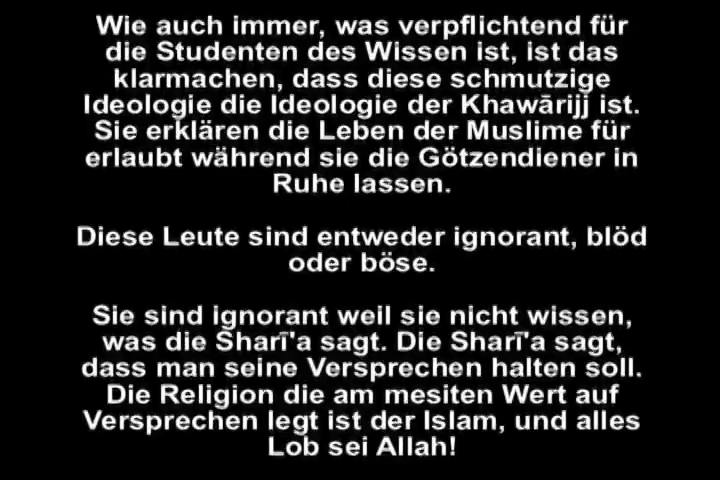 Wie auch immer, was verpflichtend für
die Studenten des Wissen ist, ist das
klarmachen, dass diese schmutzige
Ideologie die Ideologie der Khawārijj ist.
Sie erklären die Leben der Muslime für
erlaubt während sie die Götzendiener in
Ruhe lassen.
Diese Leute sind entweder ignorant, blöd
oder böse.
Sie sind ignorant weil sie nicht wissen,
was die Sharī'a sagt. Die Sharī'a sagt,
dass man seine Versprechen halten soll.
Die Religion die am mesiten Wert auf
Versprechen legt ist der Islam, und alles
Lob sei Allah!